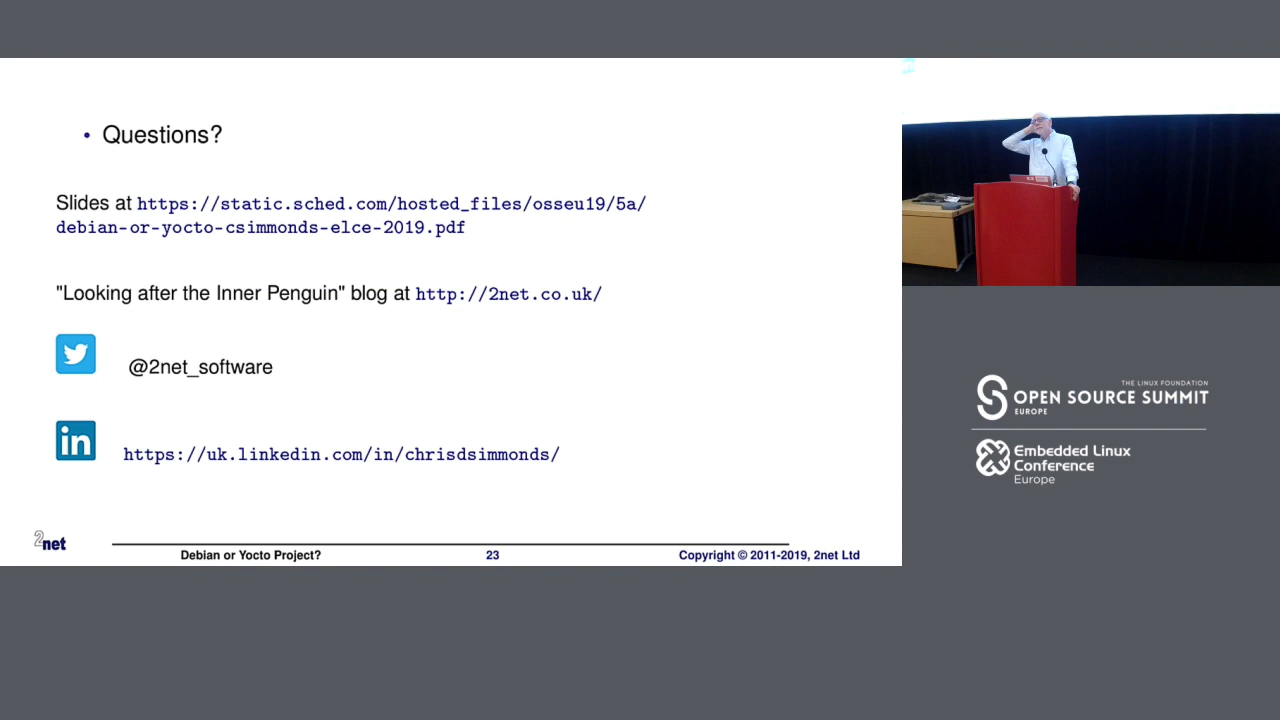 • Questions?
Slides at https://static.sched.com/hosted_files/osseu19/5a/
debian-or-yocto-csimmonds-elce-2019.pdf
"Looking after the Inner Penguin" blog at http://2net.co.uk/
@2net_software
in
https://uk.linkedin.com/in/chrisdsimmonds/
2net
Debian or Yocto Project?
23
Copyright © 2011-2019, 2net Ltd
THE LINUX FOUNDATION
OPEN SOURCE SUMMIT
EUROPE
Embedded Linux
Conference
Europe